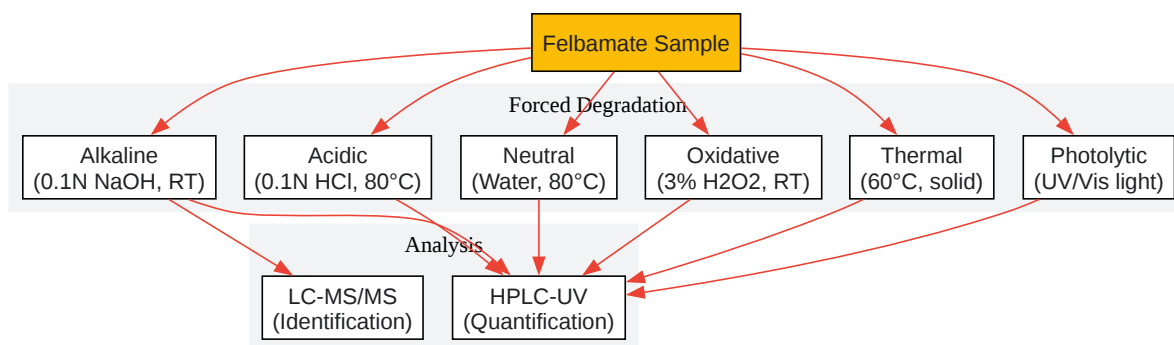 Felbamate Sample
Forced Degradation
Alkaline
(0.1N NaOH, RT)
Acidic
(0.1N HCl, 80°C)
Neutral
(Water, 80°C)
Oxidative
(3% H2O2, RT)
Thermal
(60°C, solid)
Photolytic
(UV/Vis light)
Analysis
LC-MS/MS
(Identification)
HPLC-UV
(Quantification)